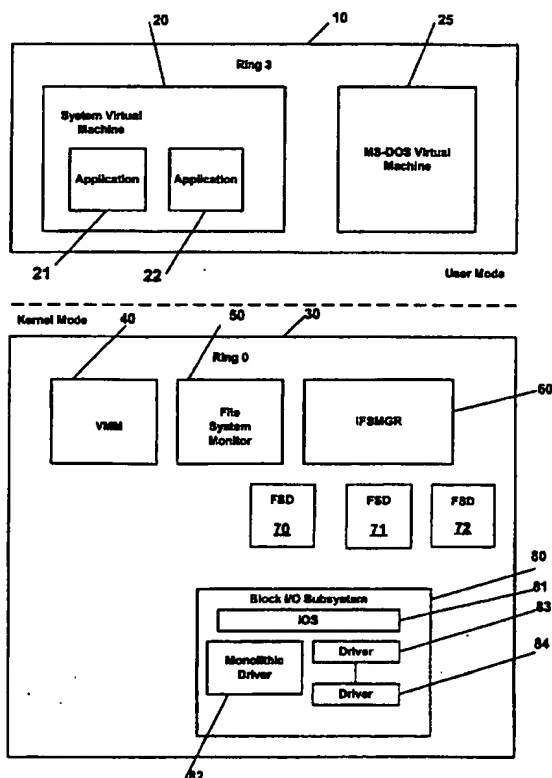 20
10
25
Ring 3
System Virtual
Machine
Application
Application
MS-DOS Virtual
Machine
21
22
User Mode
Kernel Mode
40
50
30
Ring 0
60
VMM
File
System
Monitor
IFSMGR
FSD
70
FSD
71
FSD
72
80
Block I/O Subsystem
81
IOS
83
Monolithic
Driver
Driver
84
Driver
82